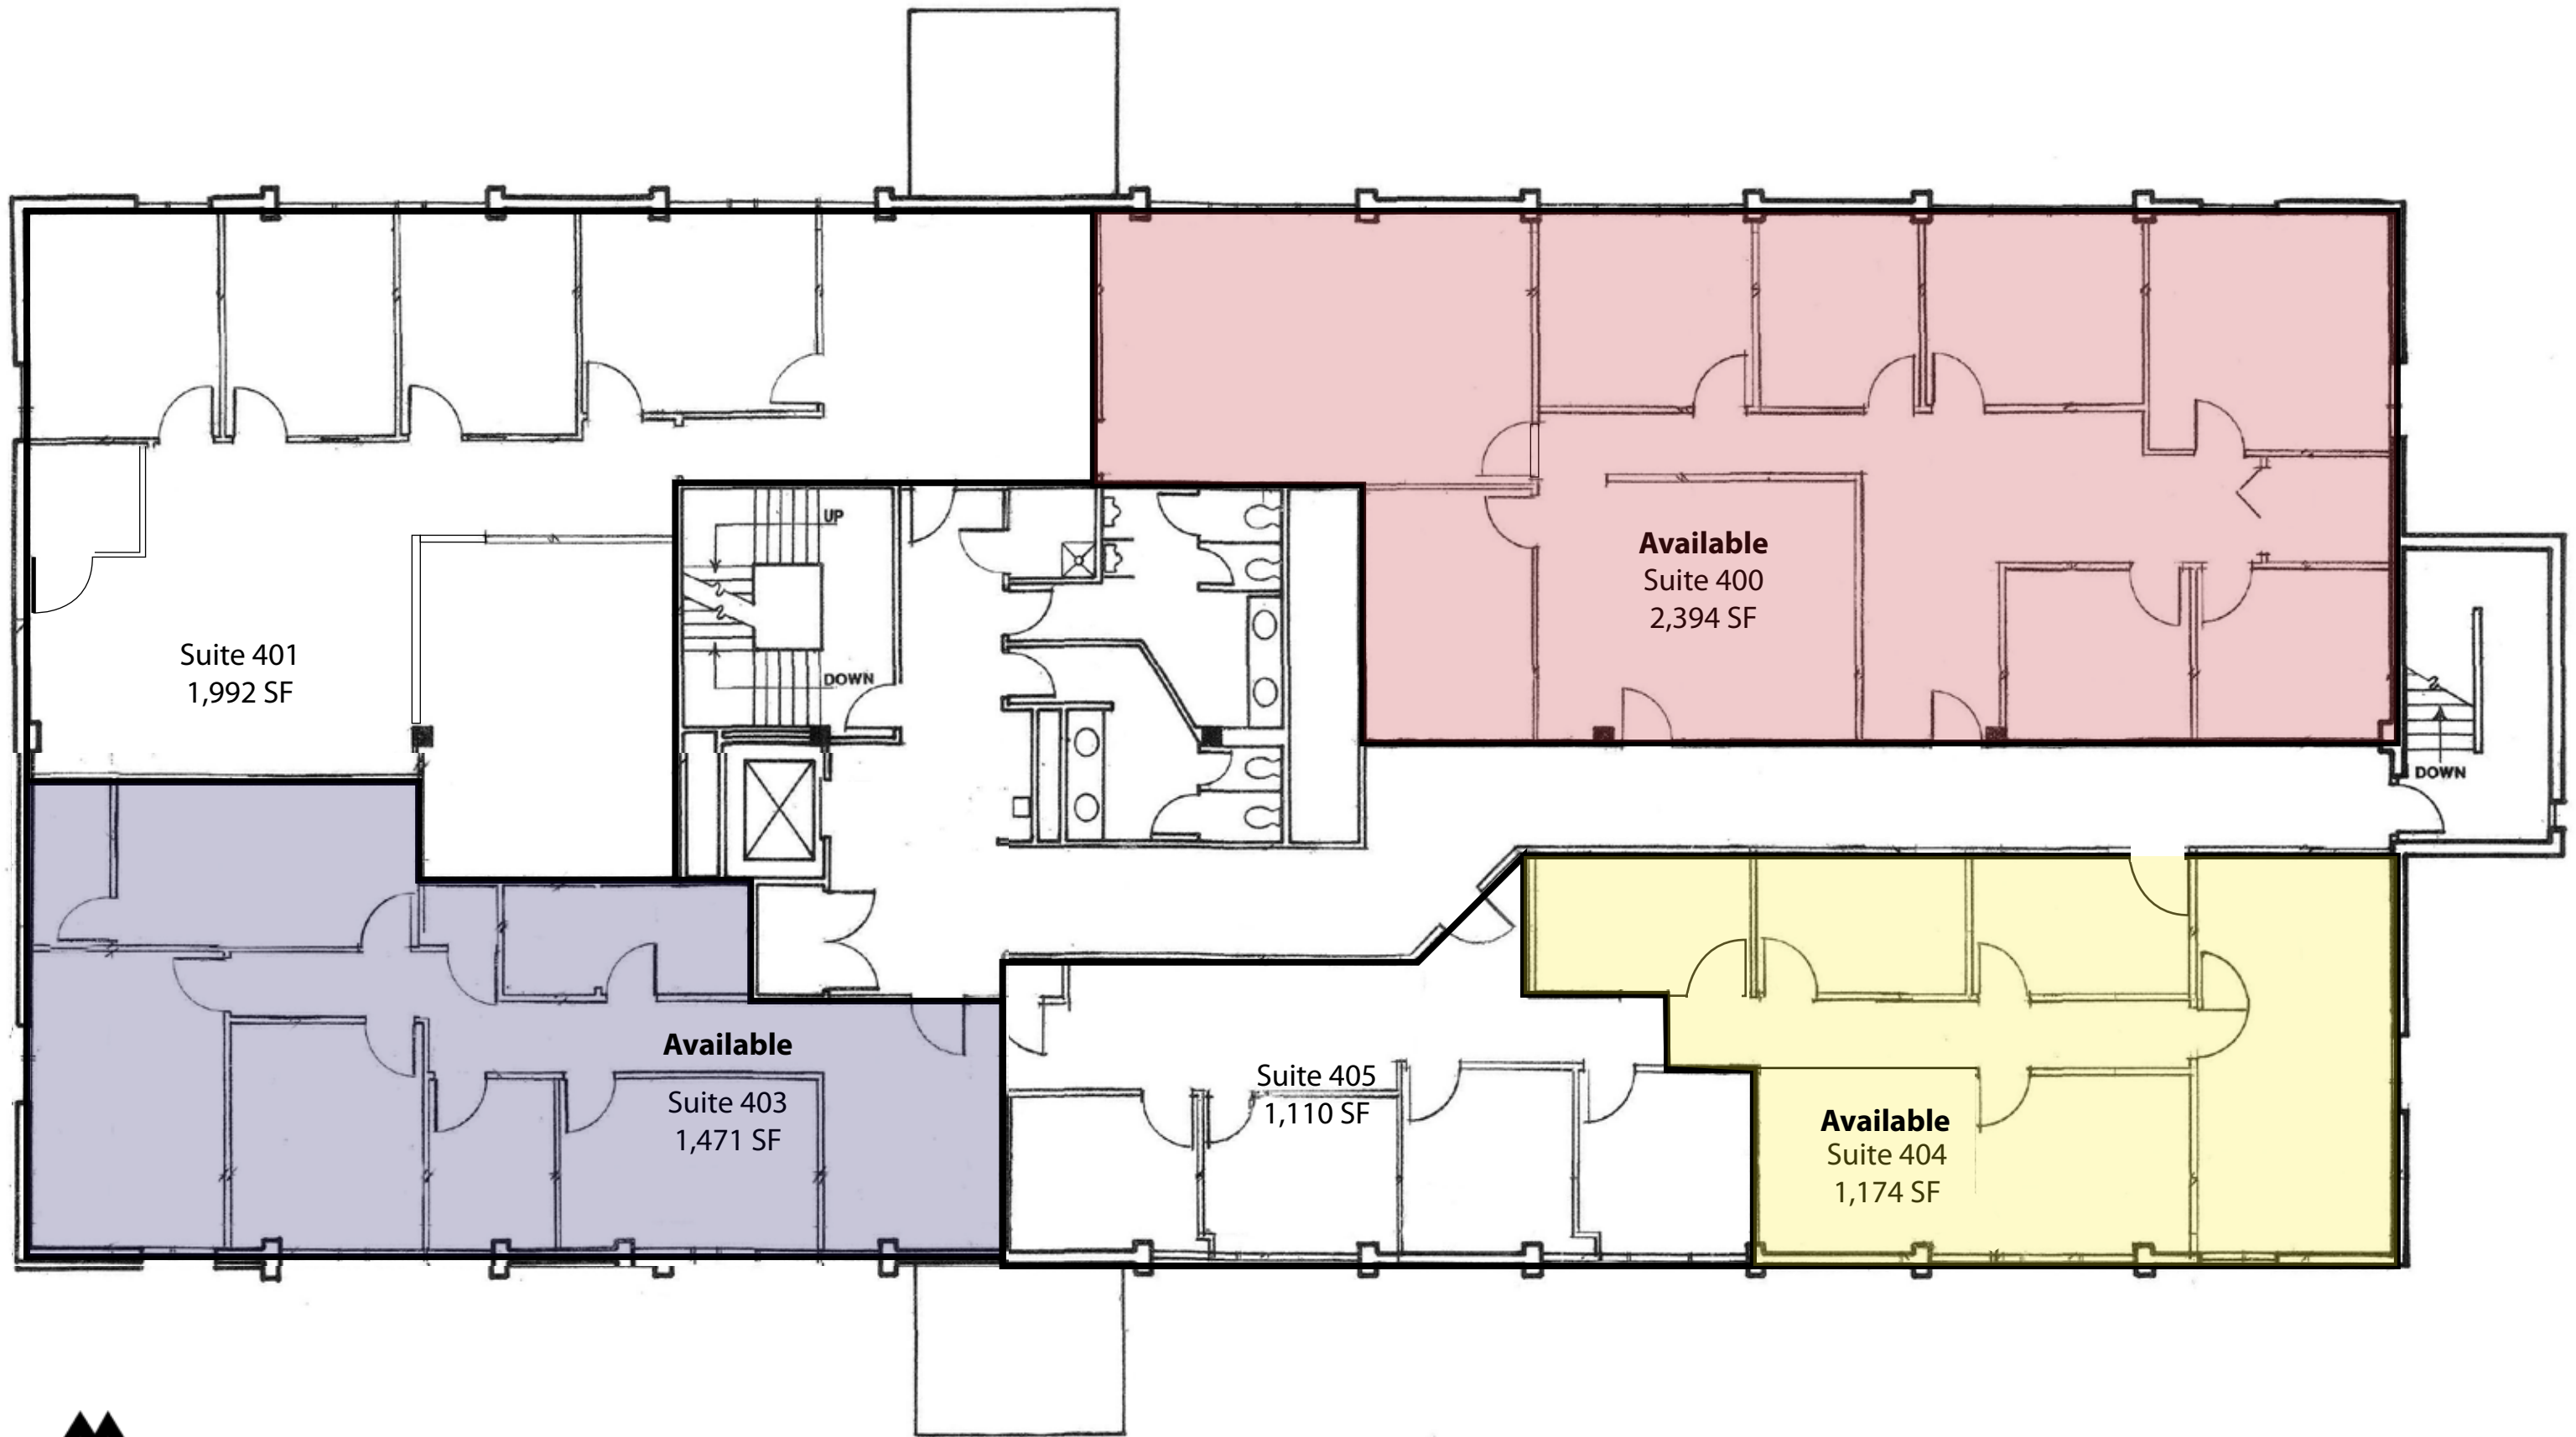 UP
DOWN
Available
Suite 400
2,394 SF
Suite 401
1,992 SF
DOWN
Available
Suite 403
1,471 SF
Suite 405
1,110 SF
Available
Suite 404
1,174 SF